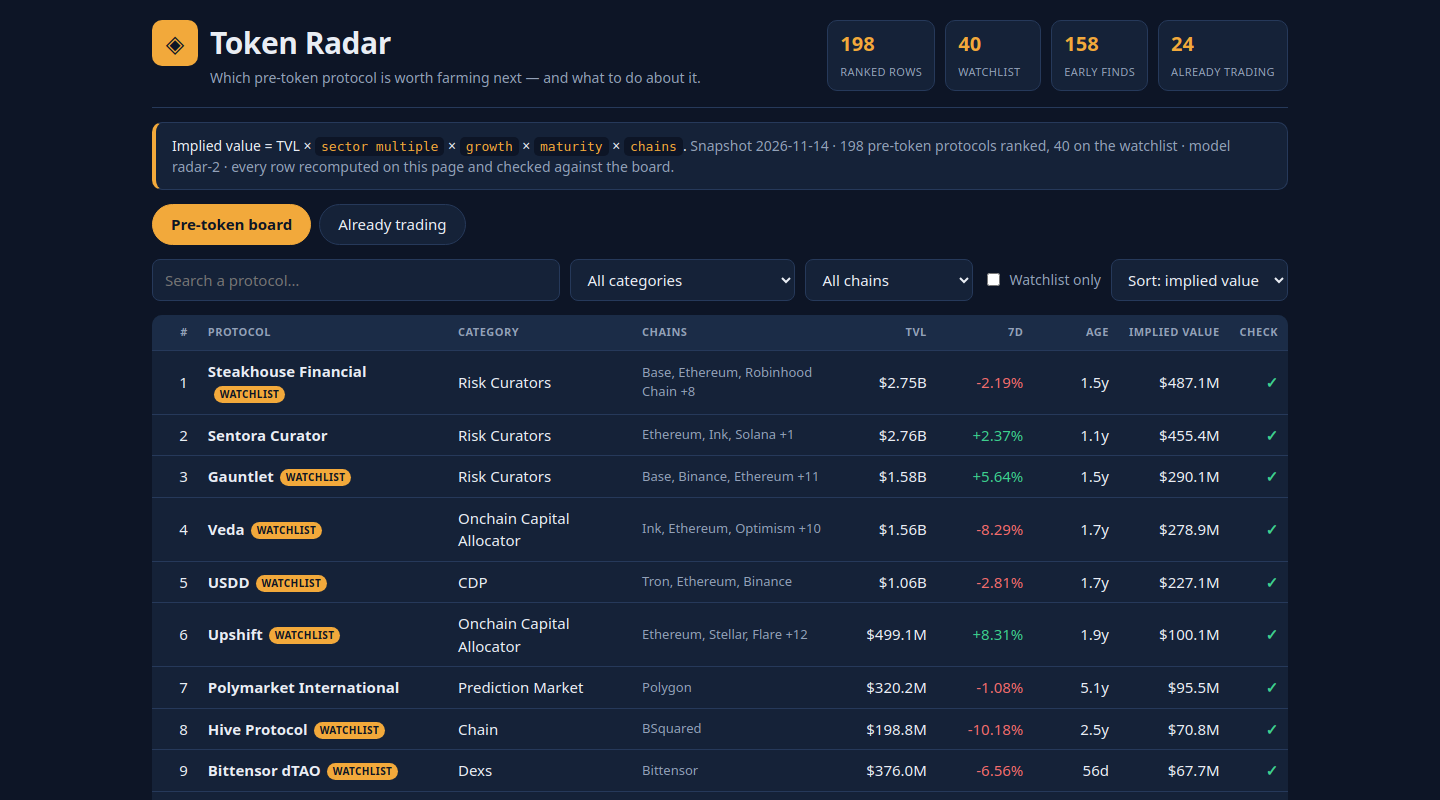 ◈ Token Radar
Which pre-token protocol is worth farming next — and what to do about it.
198
RANKED ROWS
40
WATCHLIST
158
EARLY FINDS
24
ALREADY TRADING
Implied value = TVL × sector multiple × growth × maturity × chains . Snapshot 2026-11-14 · 198 pre-token protocols ranked, 40 on the watchlist · model
radar-2 · every row recomputed on this page and checked against the board.
Pre-token board Already trading
Search a protocol… All categories All chains Watchlist only Sort: implied value
# PROTOCOL CATEGORY CHAINS TVL 7D AGE IMPLIED VALUE CHECK
1 Steakhouse Financial WATCHLIST Risk Curators Base, Ethereum, Robinhood Chain +8 $2.75B -2.19% 1.5y $487.1M ✓
2 Sentora Curator Risk Curators Ethereum, Ink, Solana +1 $2.76B +2.37% 1.1y $455.4M ✓
3 Gauntlet WATCHLIST Risk Curators Base, Binance, Ethereum +11 $1.58B +5.64% 1.5y $290.1M ✓
4 Veda WATCHLIST Onchain Capital Allocator Ink, Ethereum, Optimism +10 $1.56B -8.29% 1.7y $278.9M ✓
5 USDD WATCHLIST CDP Tron, Ethereum, Binance $1.06B -2.81% 1.7y $227.1M ✓
6 Upshift WATCHLIST Onchain Capital Allocator Ethereum, Stellar, Flare +12 $499.1M +8.31% 1.9y $100.1M ✓
7 Polymarket International Prediction Market Polygon $320.2M -1.08% 5.1y $95.5M ✓
8 Hive Protocol WATCHLIST Chain BSquared $198.8M -10.18% 2.5y $70.8M ✓
9 Bittensor dTAO WATCHLIST Dexs Bittensor $376.0M -6.56% 56d $67.7M ✓